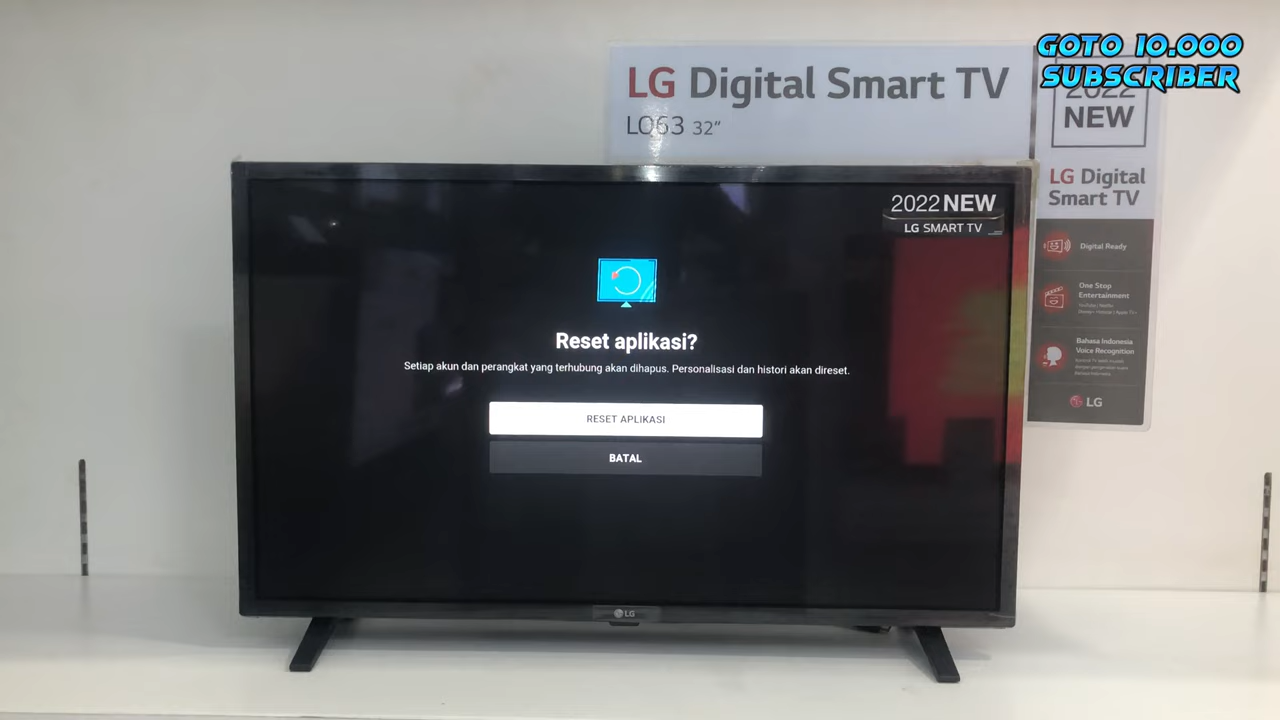 GOTO 10.000
SUBSCRIBER
LG Digital Smart TV
LQ63 32"
2022
NEW
LG Digital
Smart TV
Digital Ready
One Stop
Entertainment
Bahasa Indonesia
Voice Recognition
LG
2022 NEW
LG SMART TV
Reset aplikasi?
Setiap akun dan perangkat yang terhubung akan dihapus. Personalisasi dan histori akan direset.
RESET APLIKASI
BATAL
LG